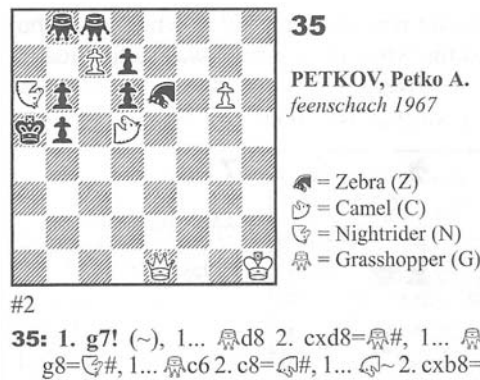 35
PETKOV, Petko A.
feenschach 1967
= Zebra (Z)
= Camel (C)
= Nightrider (N)
= Grasshopper (G)
#2
35: 1. g7! (~), 1... d8 2. cxd8=#, 1...
g8=#, 1... c6 2. c8=#, 1... ~ 2. cxb8=